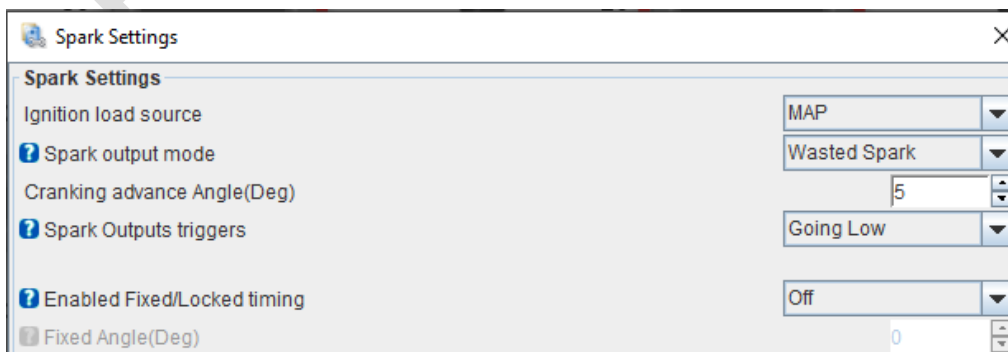 Spark Settings
Spark Settings
Ignition load source MAP
? Spark output mode Wasted Spark
Cranking advance Angle(Deg) 5
? Spark Outputs triggers Going Low
? Enabled Fixed/Locked timing Off
? Fixed Angle(Deg) 0